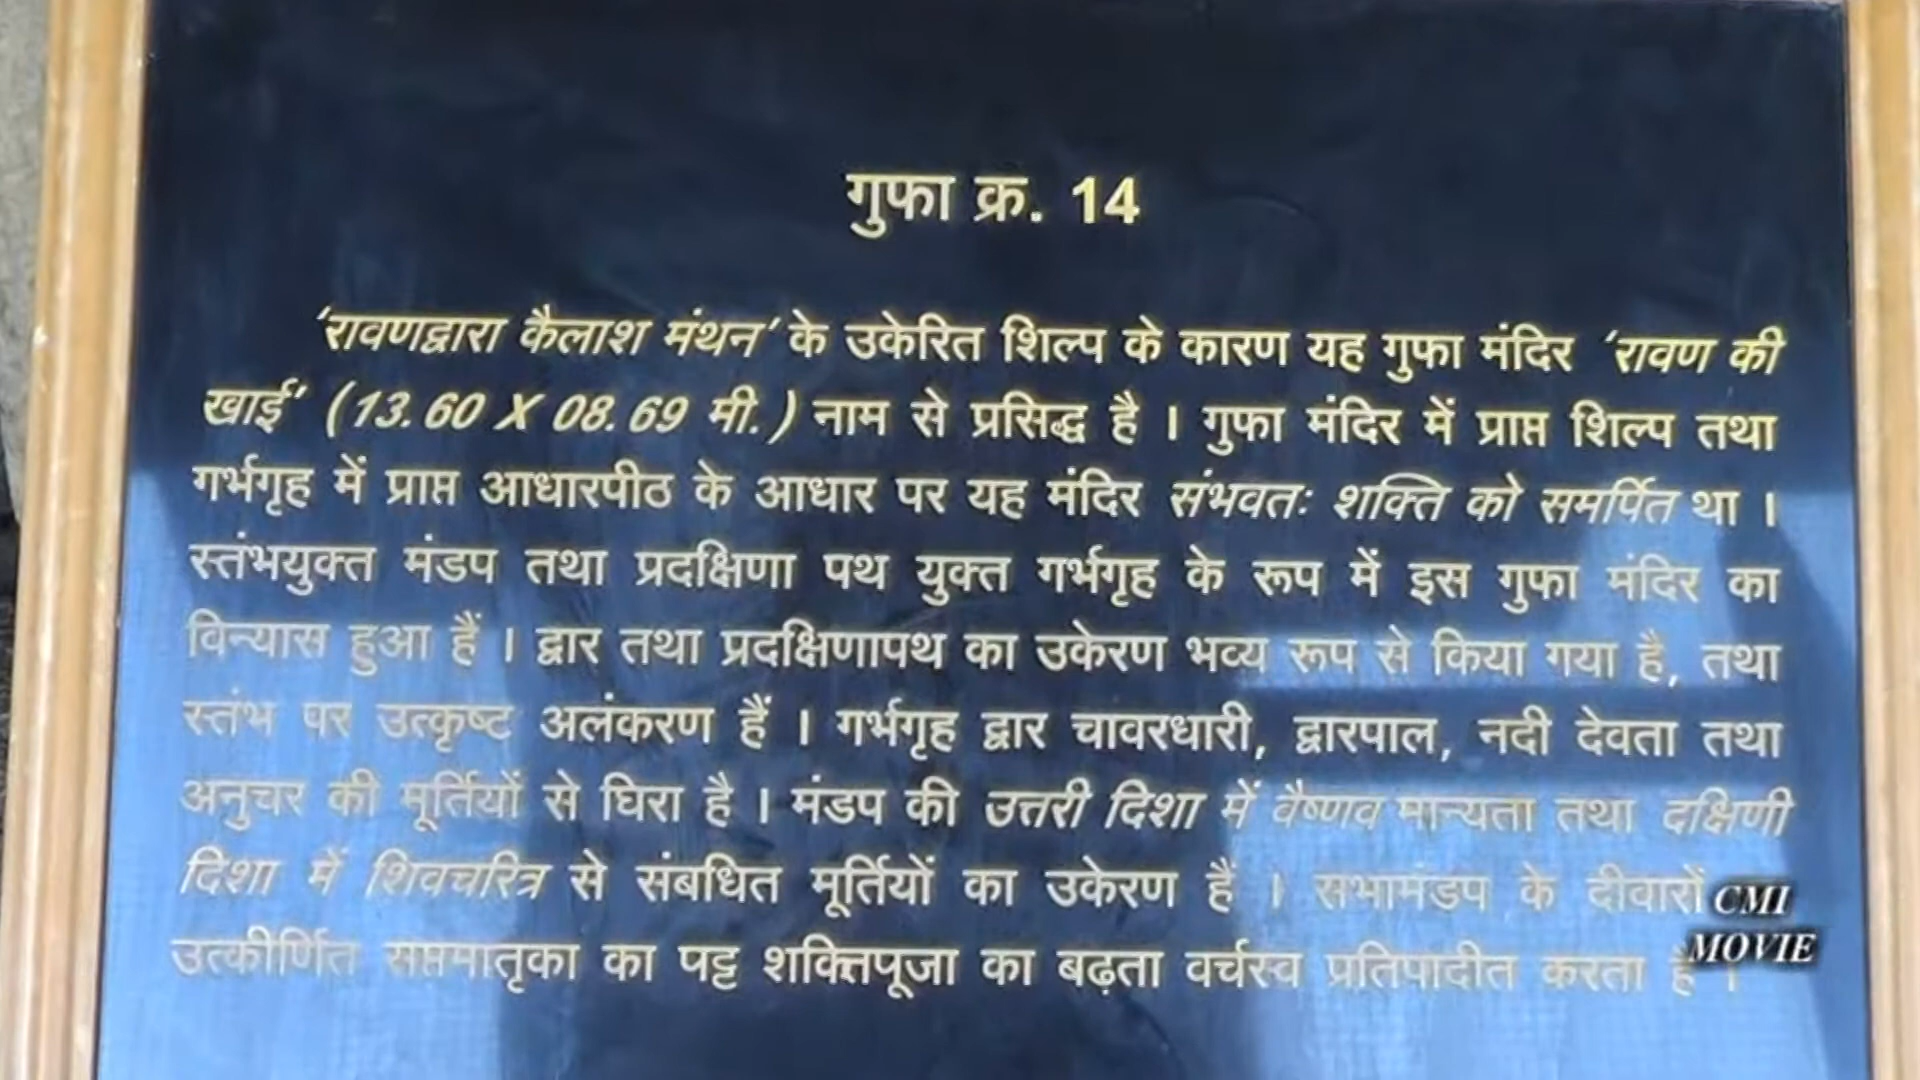 गुफा क्र. 14
‘रावणद्वारा कैलाश मंथन’ के उकेरित शिल्प के कारण यह गुफा मंदिर ‘रावण की
खाई’ (13.60 X 08.69 मी.) नाम से प्रसिद्ध है । गुफा मंदिर में प्राप्त शिल्प तथा
गर्भगृह में प्राप्त आधारपीठ के आधार पर यह मंदिर संभवतः शक्ति को समर्पित था ।
स्तंभयुक्त मंडप तथा प्रदक्षिणा पथ युक्त गर्भगृह के रूप में इस गुफा मंदिर का
विन्यास हुआ हैं । द्वार तथा प्रदक्षिणापथ का उकेरण भव्य रूप से किया गया है, तथा
स्तंभ पर उत्कृष्ट अलंकरण हैं । गर्भगृह द्वार चावरधारी, द्वारपाल, नदी देवता तथा
अनुचर की मूर्तियों से घिरा है । मंडप की उत्तरी दिशा में वैष्णव मान्यता तथा दक्षिणी
दिशा में शिवचरित्र से संबधित मूर्तियों का उकेरण हैं । सभामंडप के दीवारों
उत्कीर्णित सप्तमातृका का पट्ट शक्तिपूजा का बढ़ता वर्चस्व प्रतिपादीत करता है ।
CMI
MOVIE